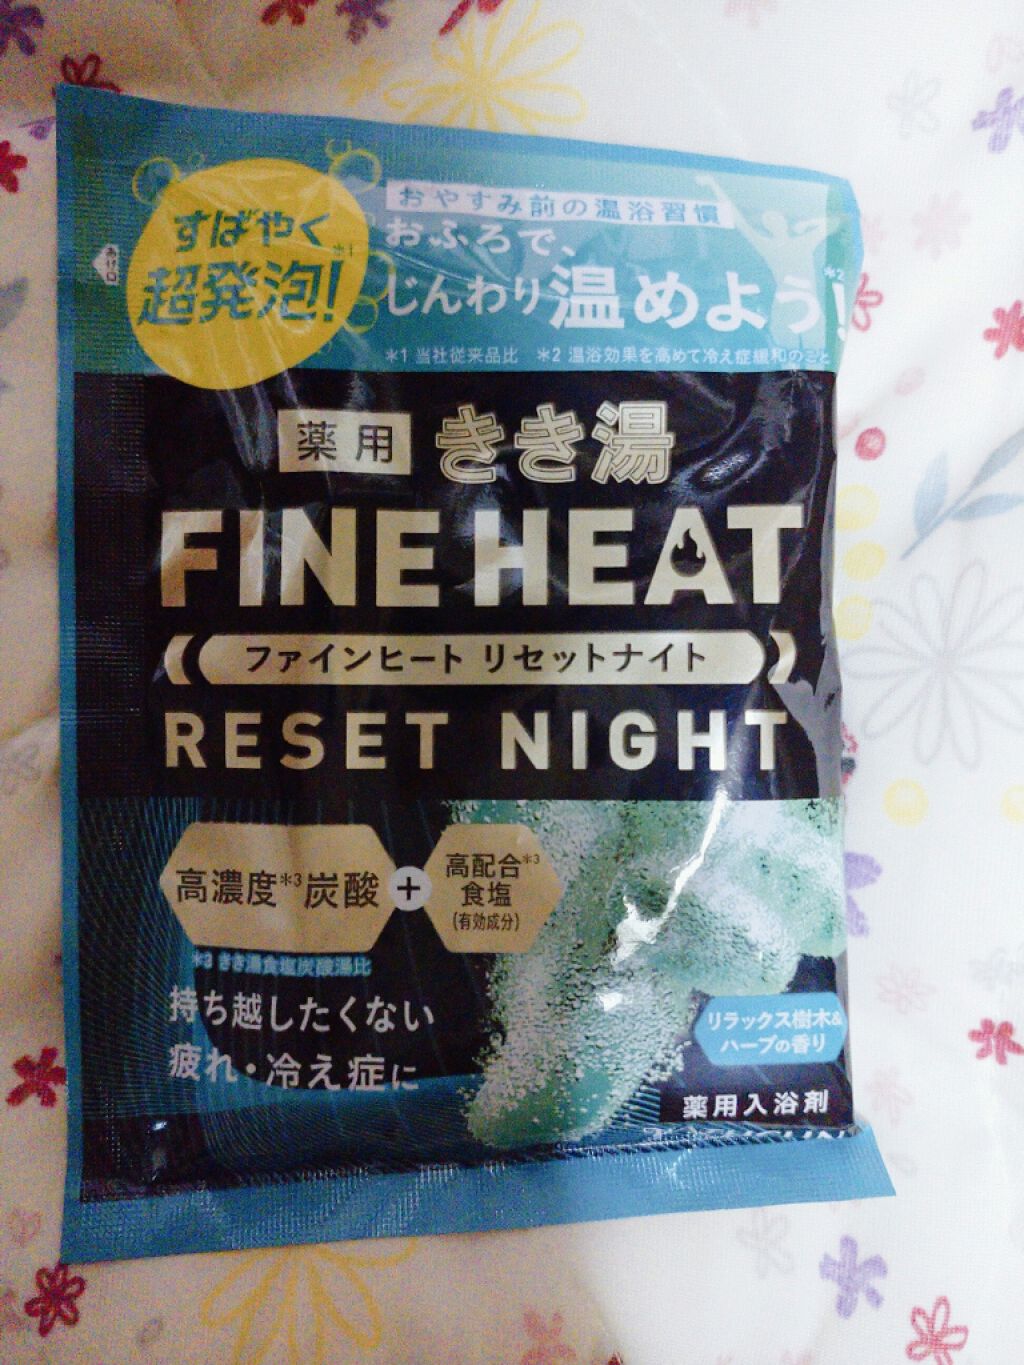 すばやく
超発泡!*1
おやすみ前の温浴習慣
おふろで、
じんわり温めよう!*2
*1 当社従来品比 *2 温浴効果を高めて冷え症緩和のこと
薬用 きき湯
FINE HEAT
ファインヒート リセットナイト
RESET NIGHT
高濃度*3炭酸
+
高配合*3
食塩
(有効成分)
*3 きき湯食塩炭酸湯比
持ち越したくない
疲れ・冷え症に
リラックス樹木&
ハーブの香り
薬用入浴剤